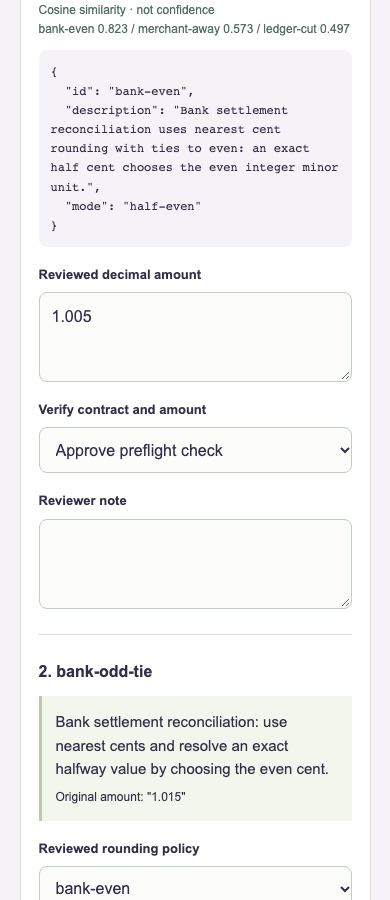 Cosine similarity · not confidence
bank-even 0.823 / merchant-away 0.573 / ledger-cut 0.497
{
  "id": "bank-even",
  "description": "Bank settlement
reconciliation uses nearest cent
rounding with ties to even: an exact
half cent chooses the even integer minor
unit.",
  "mode": "half-even"
}
Reviewed decimal amount
1.005
Verify contract and amount
Approve preflight check
Reviewer note
2. bank-odd-tie
Bank settlement reconciliation: use
nearest cents and resolve an exact
halfway value by choosing the even cent.
Original amount: "1.015"
Reviewed rounding policy
bank-even